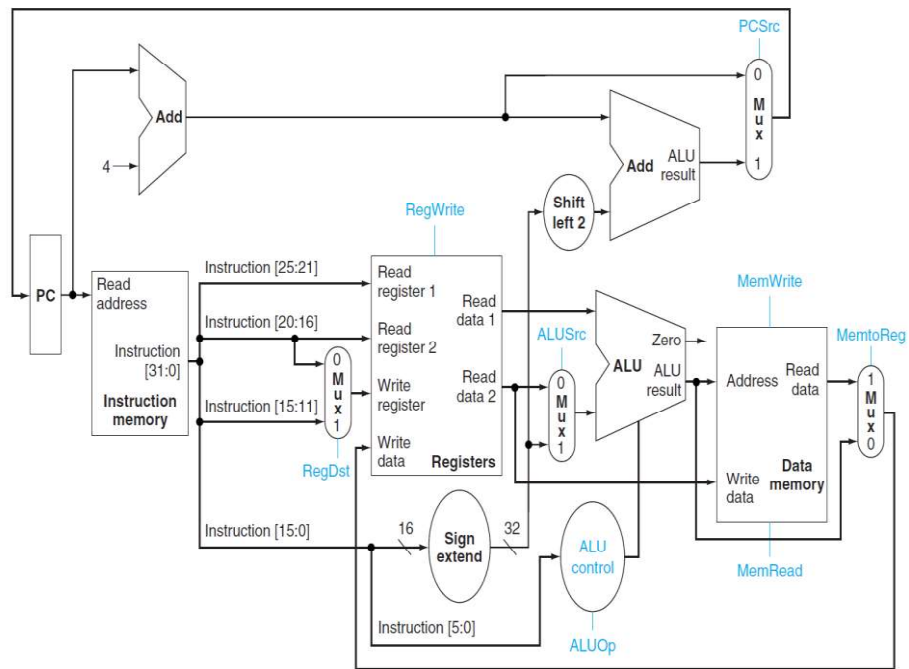 PCSrc
0
M
u
x
1
Add
4
Add
ALU
result
Shift
left 2
RegWrite
PC
Read
address
Instruction
[31:0]
Instruction
memory
Instruction [25:21]
Instruction [20:16]
Instruction [15:11]
Instruction [15:0]
Instruction [5:0]
0
M
u
x
1
RegDst
Read
register 1
Read
register 2
Write
register
Write
data
Read
data 1
Read
data 2
Registers
16
Sign
extend
32
ALUSrc
0
M
u
x
1
Zero
ALU
ALU
result
ALU
control
ALUOp
MemWrite
Address
Read
data
Write
data
Data
memory
MemRead
MemtoReg
1
M
u
x
0